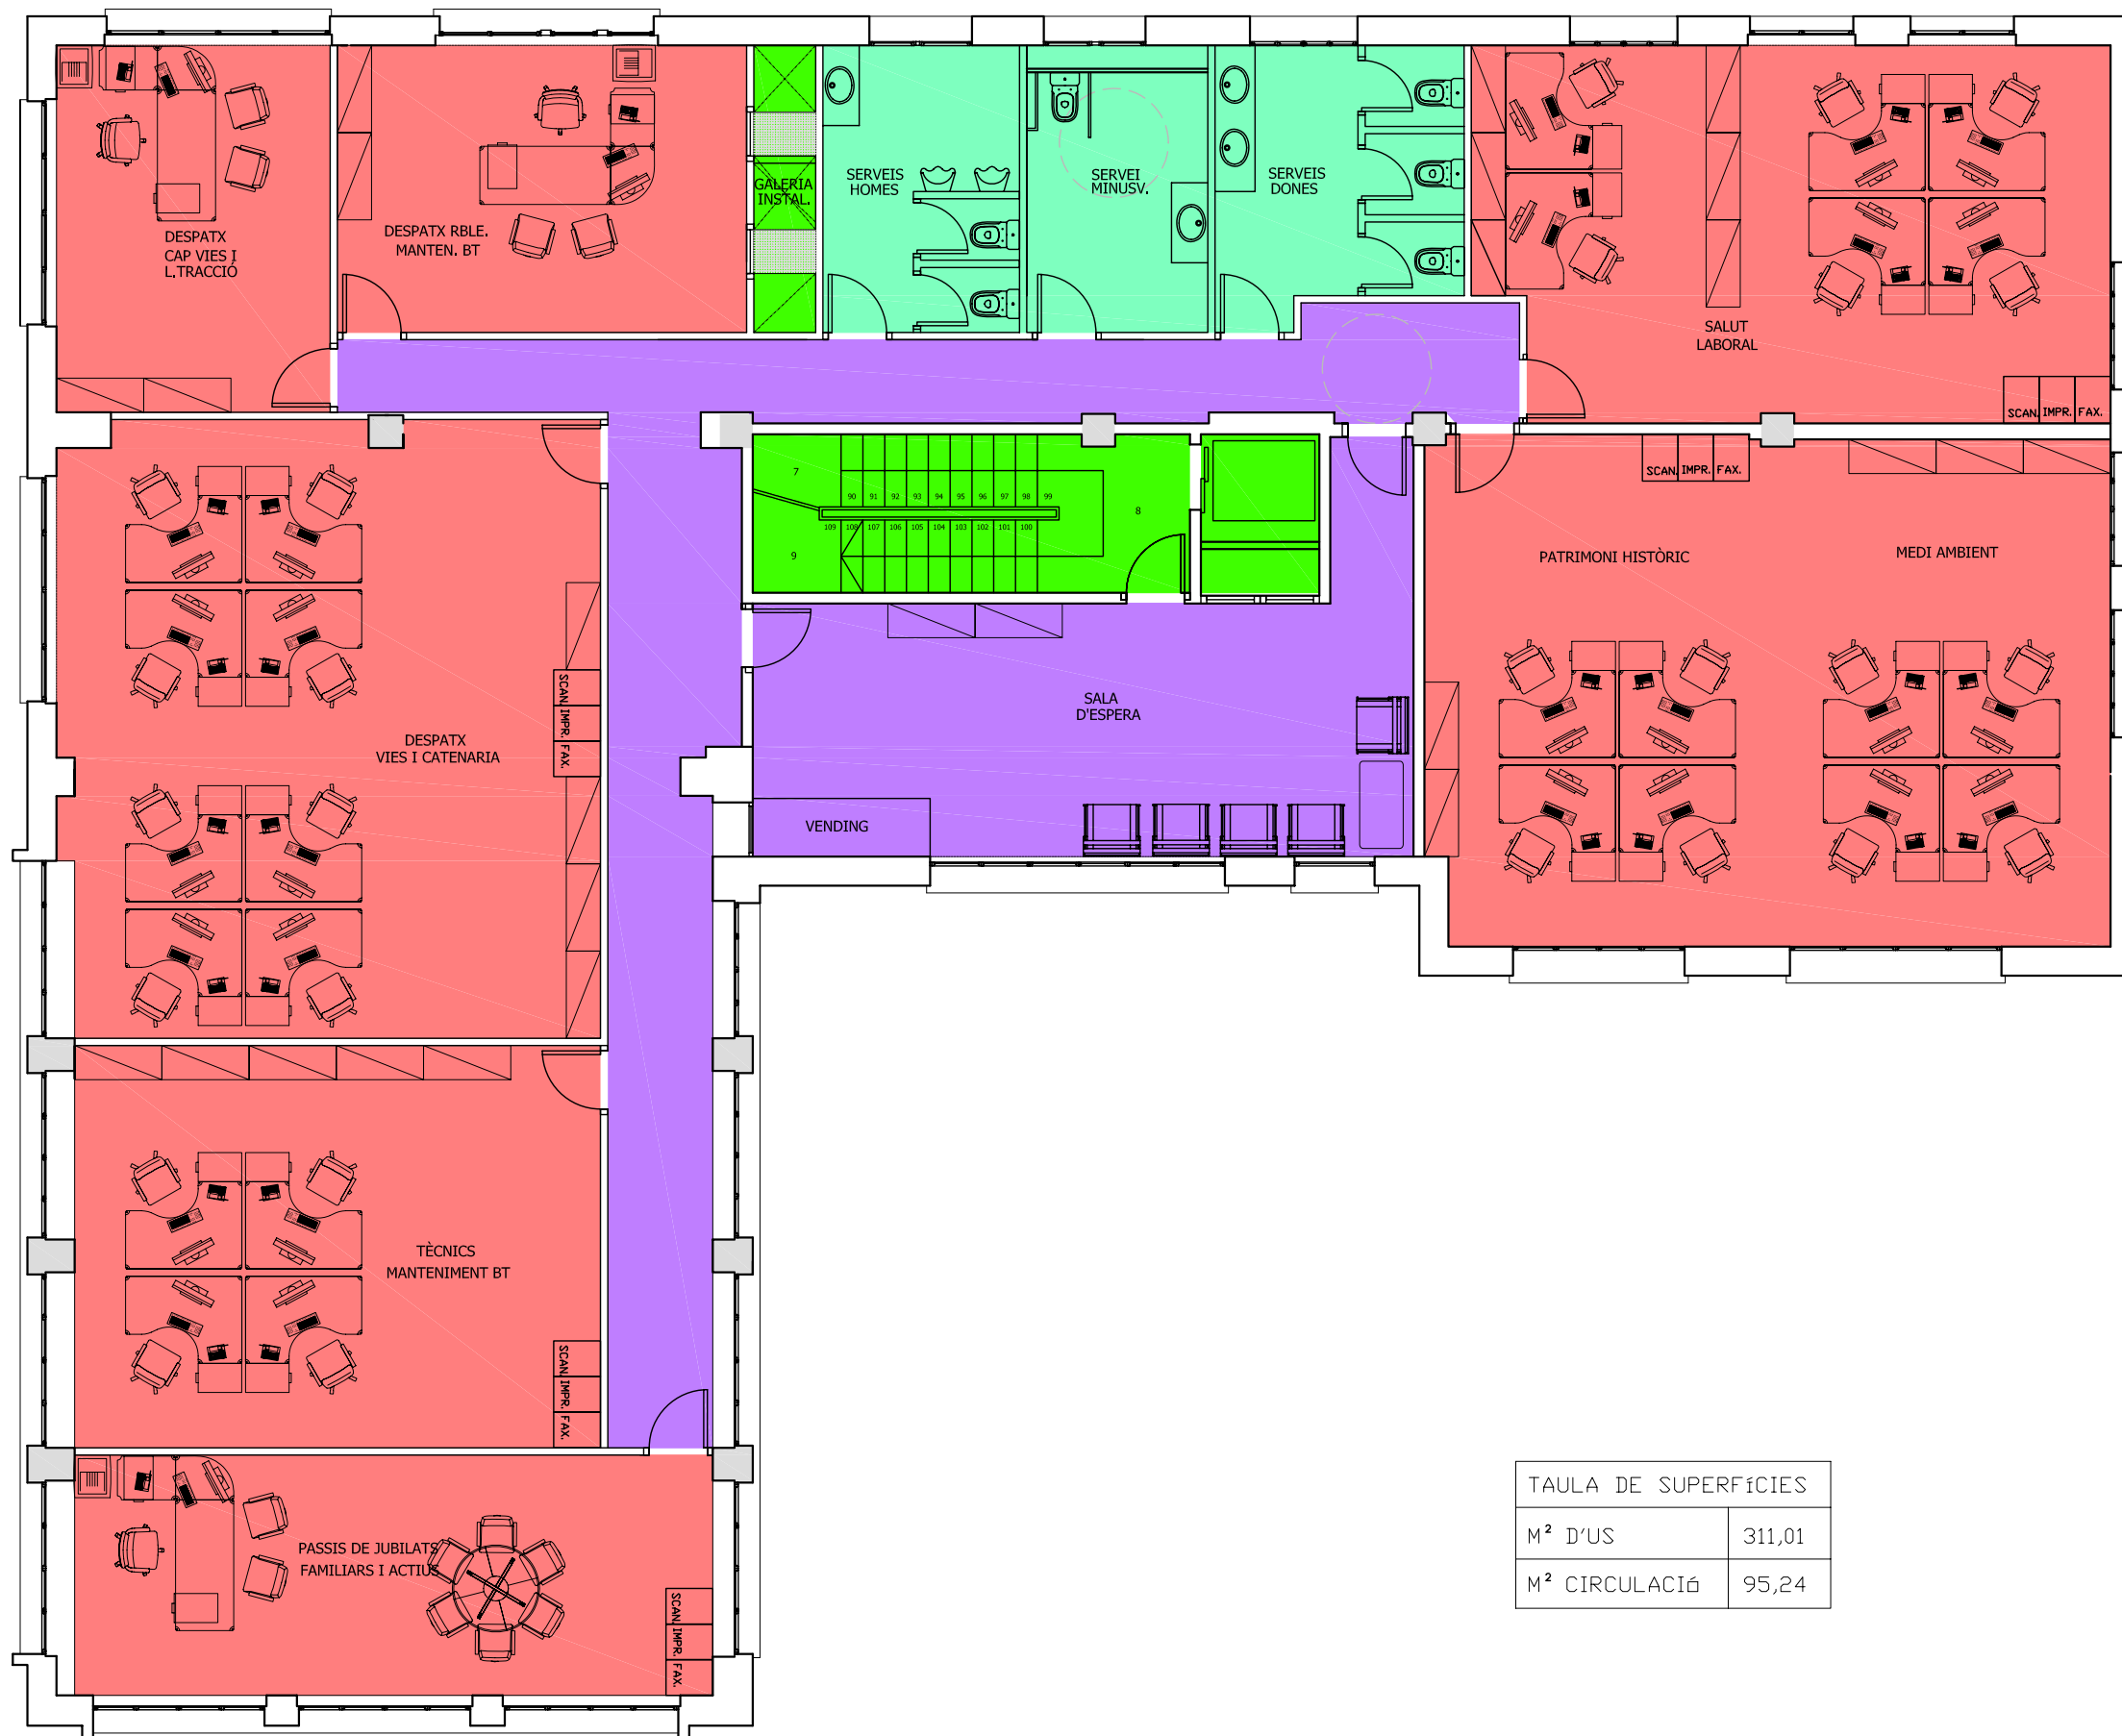 DESPATX
CAP VIES I
L.TRACCIÓ
DESPATX RBLE.
MANTEN. BT
GALERIA
INSTAL.
SERVEIS
HOMES
SERVEI
MINUSV.
SERVEIS
DONES
SALUT
LABORAL
SCAN. IMPR. FAX.
7
90 91 92 93 94 95 96 97 98 99
8
109 108 107 106 105 104 103 102 101 100
9
SCAN. IMPR. FAX.
PATRIMONI HISTÒRIC
MEDI AMBIENT
SALA
D'ESPERA
VENDING
DESPATX
VIES I CATENARIA
SCAN. IMPR. FAX.
TÈCNICS
MANTENIMENT BT
SCAN. IMPR. FAX.
PASSIS DE JUBILATS
FAMILIARS I ACTIUS
SCAN. IMPR. FAX.
TAULA DE SUPERFíCIES
M² D'US 311,01
M² CIRCULACIó 95,24